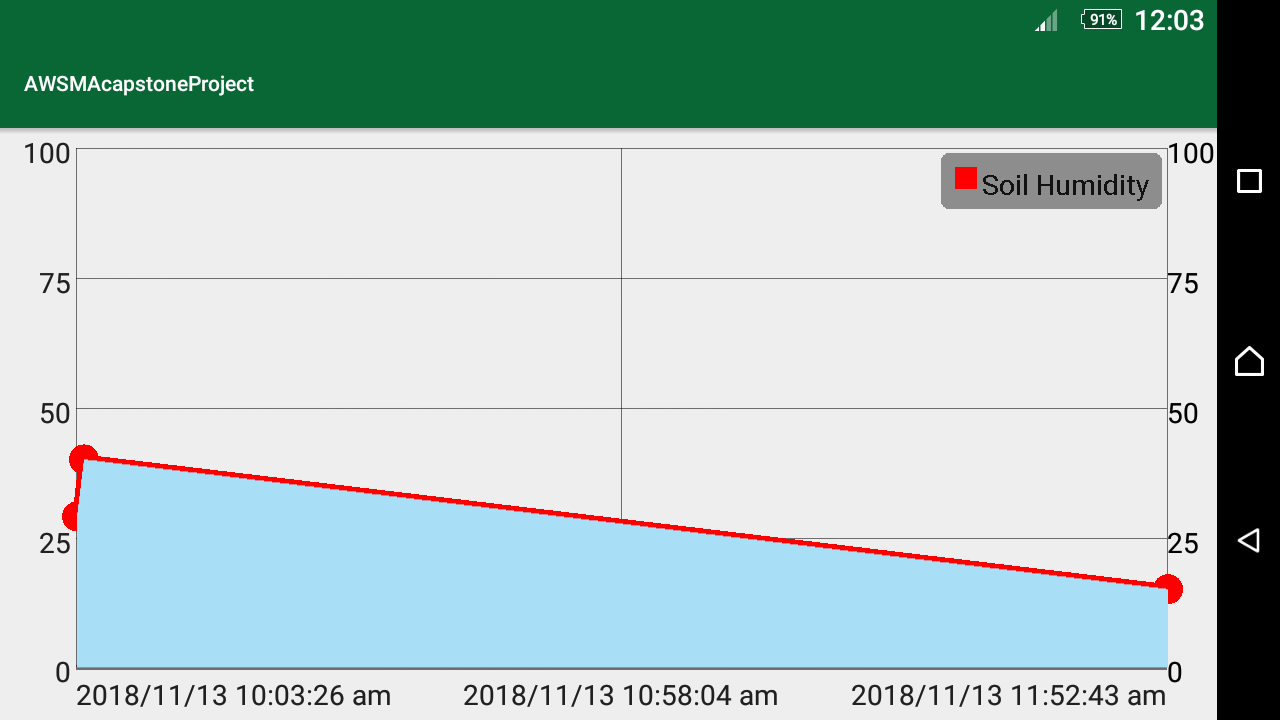 91% 12:03
AWSMAcapstoneProject
100 100
Soil Humidity
75 75
50 50
25 25
0 0
2018/11/13 10:03:26 am 2018/11/13 10:58:04 am 2018/11/13 11:52:43 am